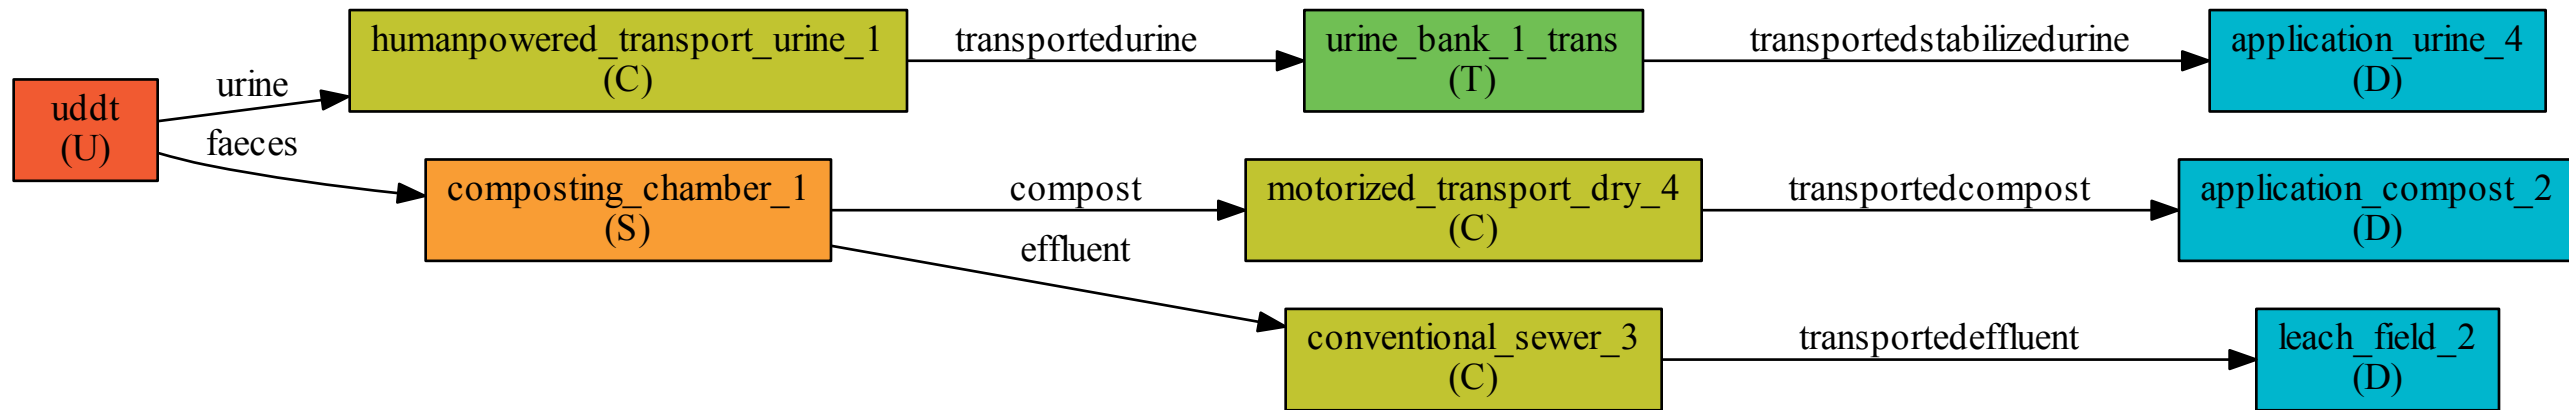 uddt
(U)
urine
faeces
humanpowered_transport_urine_1
(C)
transportedurine
urine_bank_1_trans
(T)
transportedstabilizedurine
application_urine_4
(D)
composting_chamber_1
(S)
compost
effluent
motorized_transport_dry_4
(C)
transportedcompost
application_compost_2
(D)
conventional_sewer_3
(C)
transportedeffluent
leach_field_2
(D)